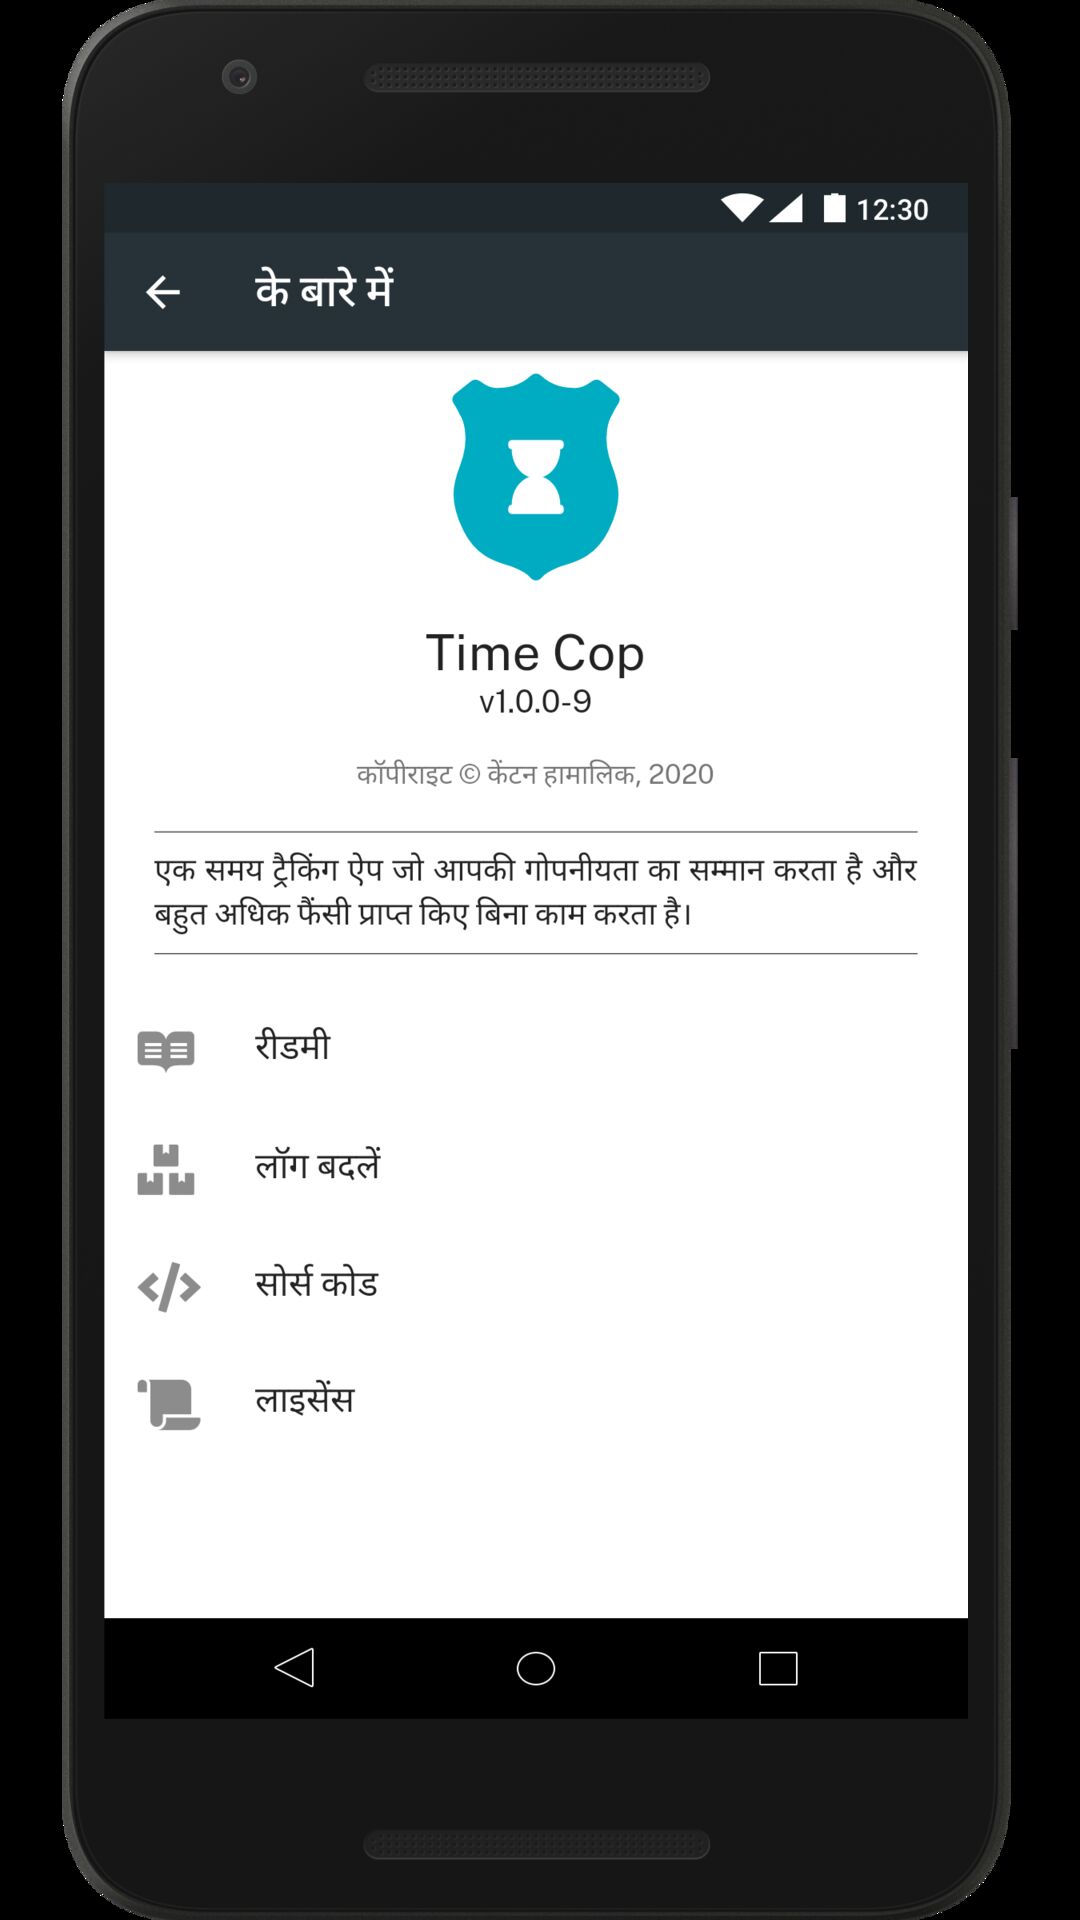 12:30
के बारे में
Time Cop
v1.0.0-9
कॉपीराइट © केंटन हामालिक, 2020
एक समय ट्रैकिंग ऐप जो आपकी गोपनीयता का सम्मान करता है और
बहुत अधिक फैंसी प्राप्त किए बिना काम करता है।
रीडमी
लॉग बदलें
सोर्स कोड
लाइसेंस